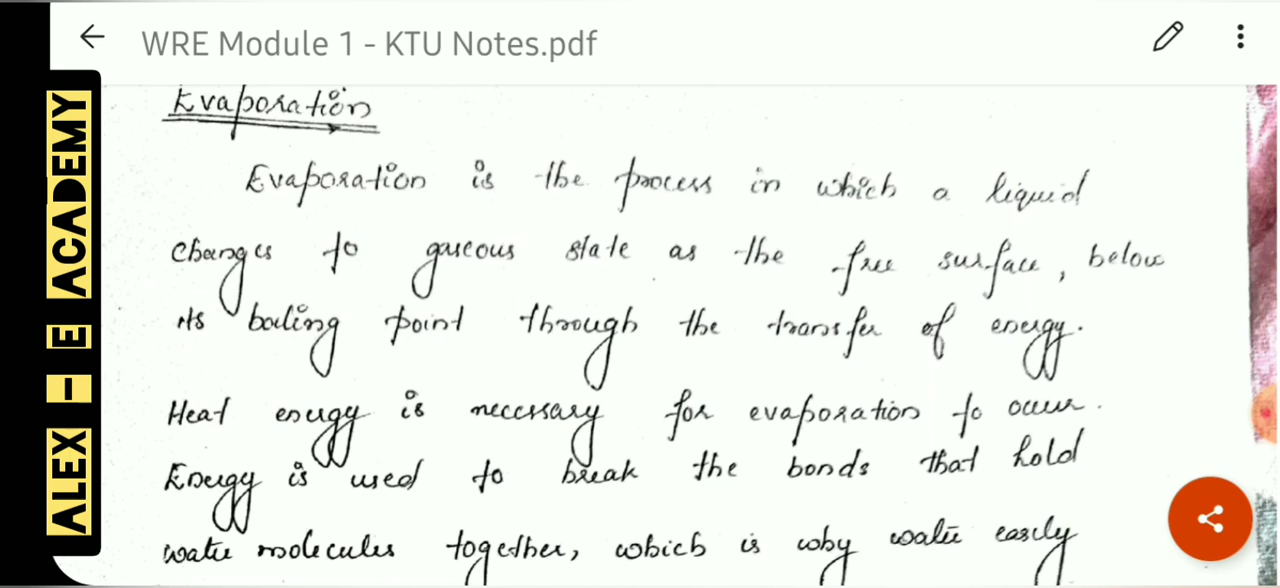 WRE Module 1 - KTU Notes.pdf
ALEX - E ACADEMY
Evaporation
Evaporation is the process in which a liquid
changes to gaseous state as the free surface, below
its boiling point through the transfer of energy.
Heat energy is necessary for evaporation to occur.
Energy is used to break the bonds that hold
water molecules together, which is why water easily